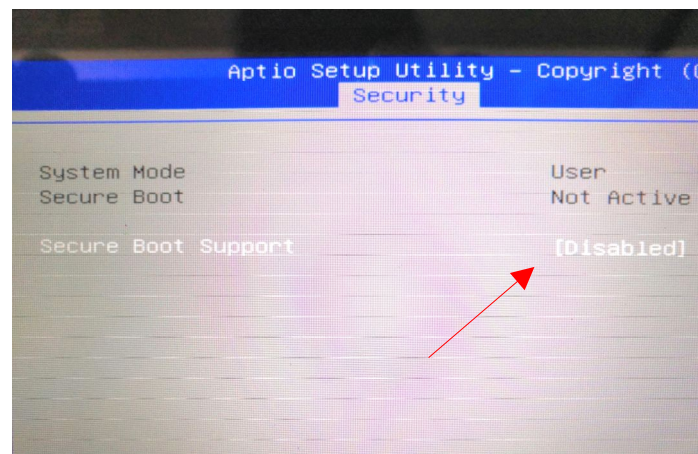 Aptio Setup Utility – Copyright (
Security
System Mode User
Secure Boot Not Active
Secure Boot Support [Disabled]